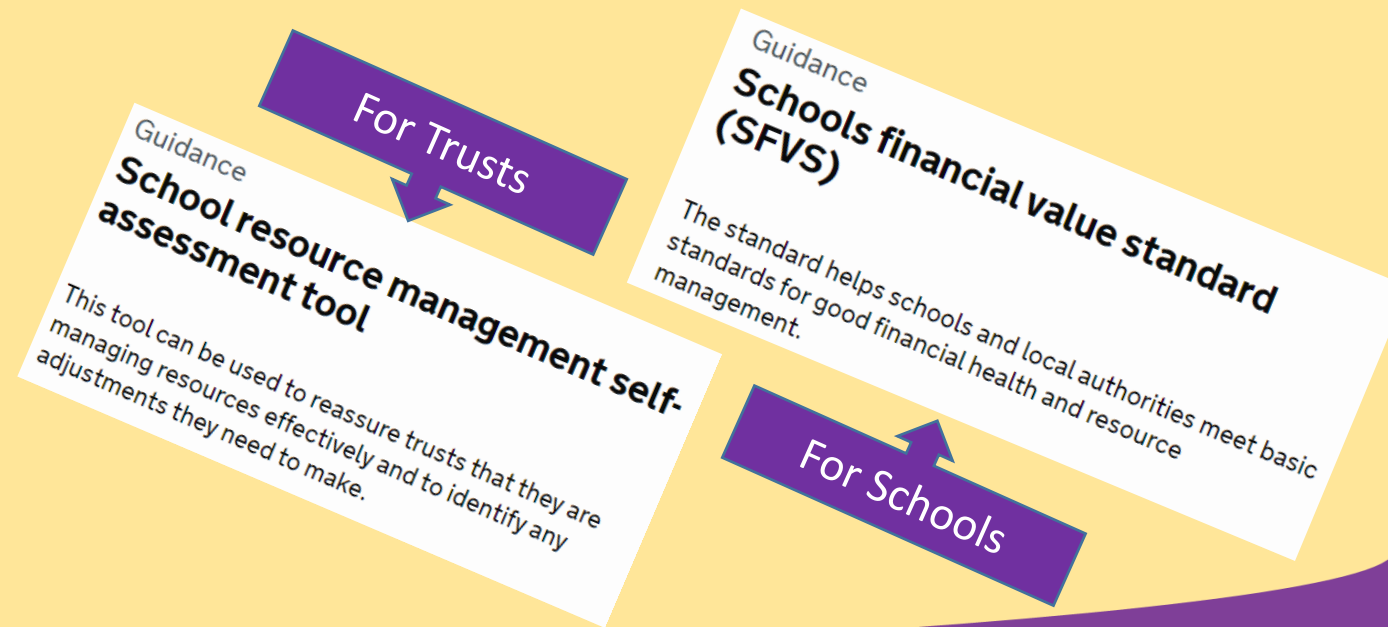 For Trusts
Guidance
School resource management self-
assessment tool
This tool can be used to reassure trusts that they are
managing resources effectively and to identify any
adjustments they need to make.
Guidance
Schools financial value standard
(SFVS)
The standard helps schools and local authorities meet basic
standards for good financial health and resource
management.
For Schools